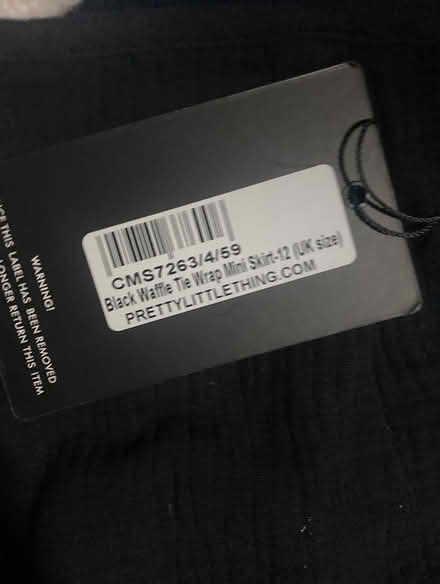 CMS7263/4/59
Black Waffle Tie Wrap Mini Skirt-12 (UK size)
PRETTYLITTLETHING.COM
WARNING!
THIS LABEL HAS BEEN REMOVED
LONGER RETURN THIS ITEM